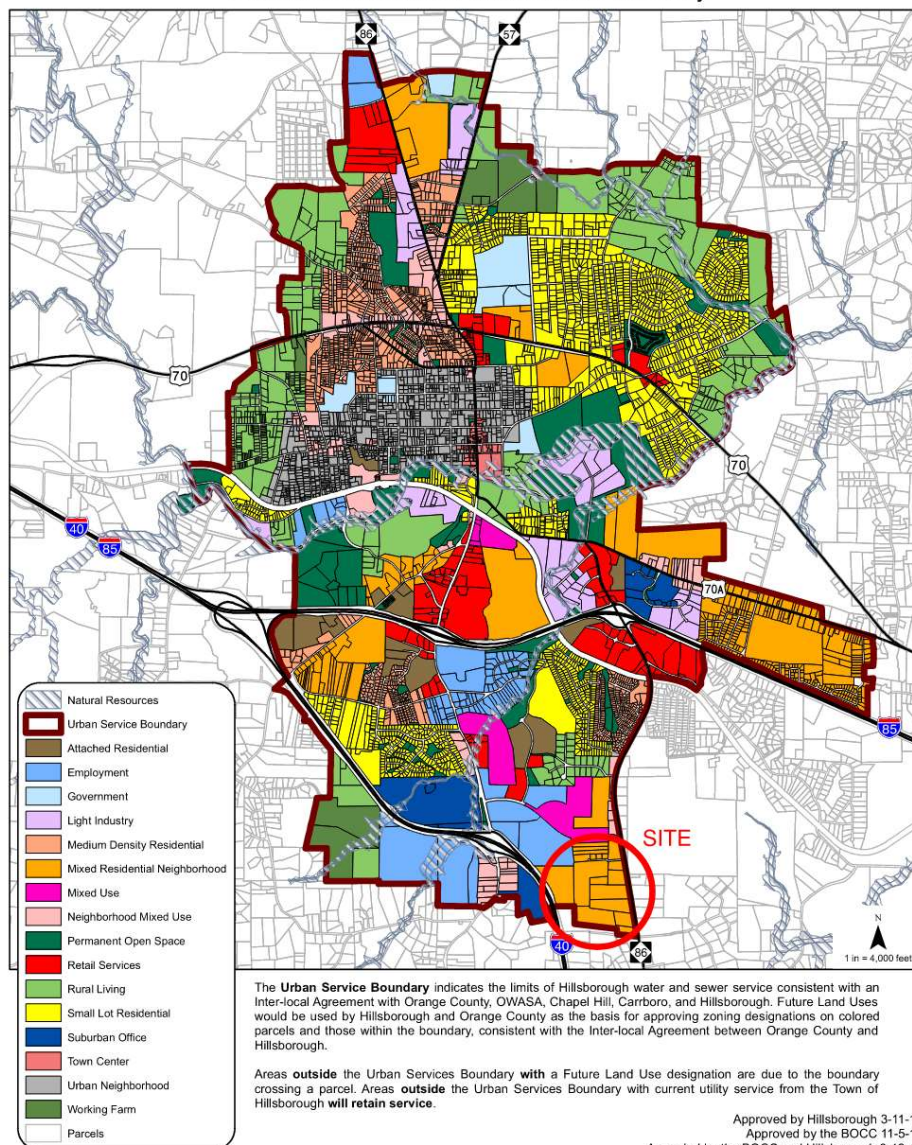 86
57
70
70
40
85
70A
85
SITE
40
86
N
1 in = 4,000 feet
Natural Resources
Urban Service Boundary
Attached Residential
Employment
Government
Light Industry
Medium Density Residential
Mixed Residential Neighborhood
Mixed Use
Neighborhood Mixed Use
Permanent Open Space
Retail Services
Rural Living
Small Lot Residential
Suburban Office
Town Center
Urban Neighborhood
Working Farm
Parcels
The Urban Service Boundary indicates the limits of Hillsborough water and sewer service consistent with an
Inter-local Agreement with Orange County, OWASA, Chapel Hill, Carrboro, and Hillsborough. Future Land Uses
would be used by Hillsborough and Orange County as the basis for approving zoning designations on colored
parcels and those within the boundary, consistent with the Inter-local Agreement between Orange County and
Hillsborough.
Areas outside the Urban Services Boundary with a Future Land Use designation are due to the boundary
crossing a parcel. Areas outside the Urban Services Boundary with current utility service from the Town of
Hillsborough will retain service.
Approved by Hillsborough 3-11-
Approved by the BOCC 11-5-